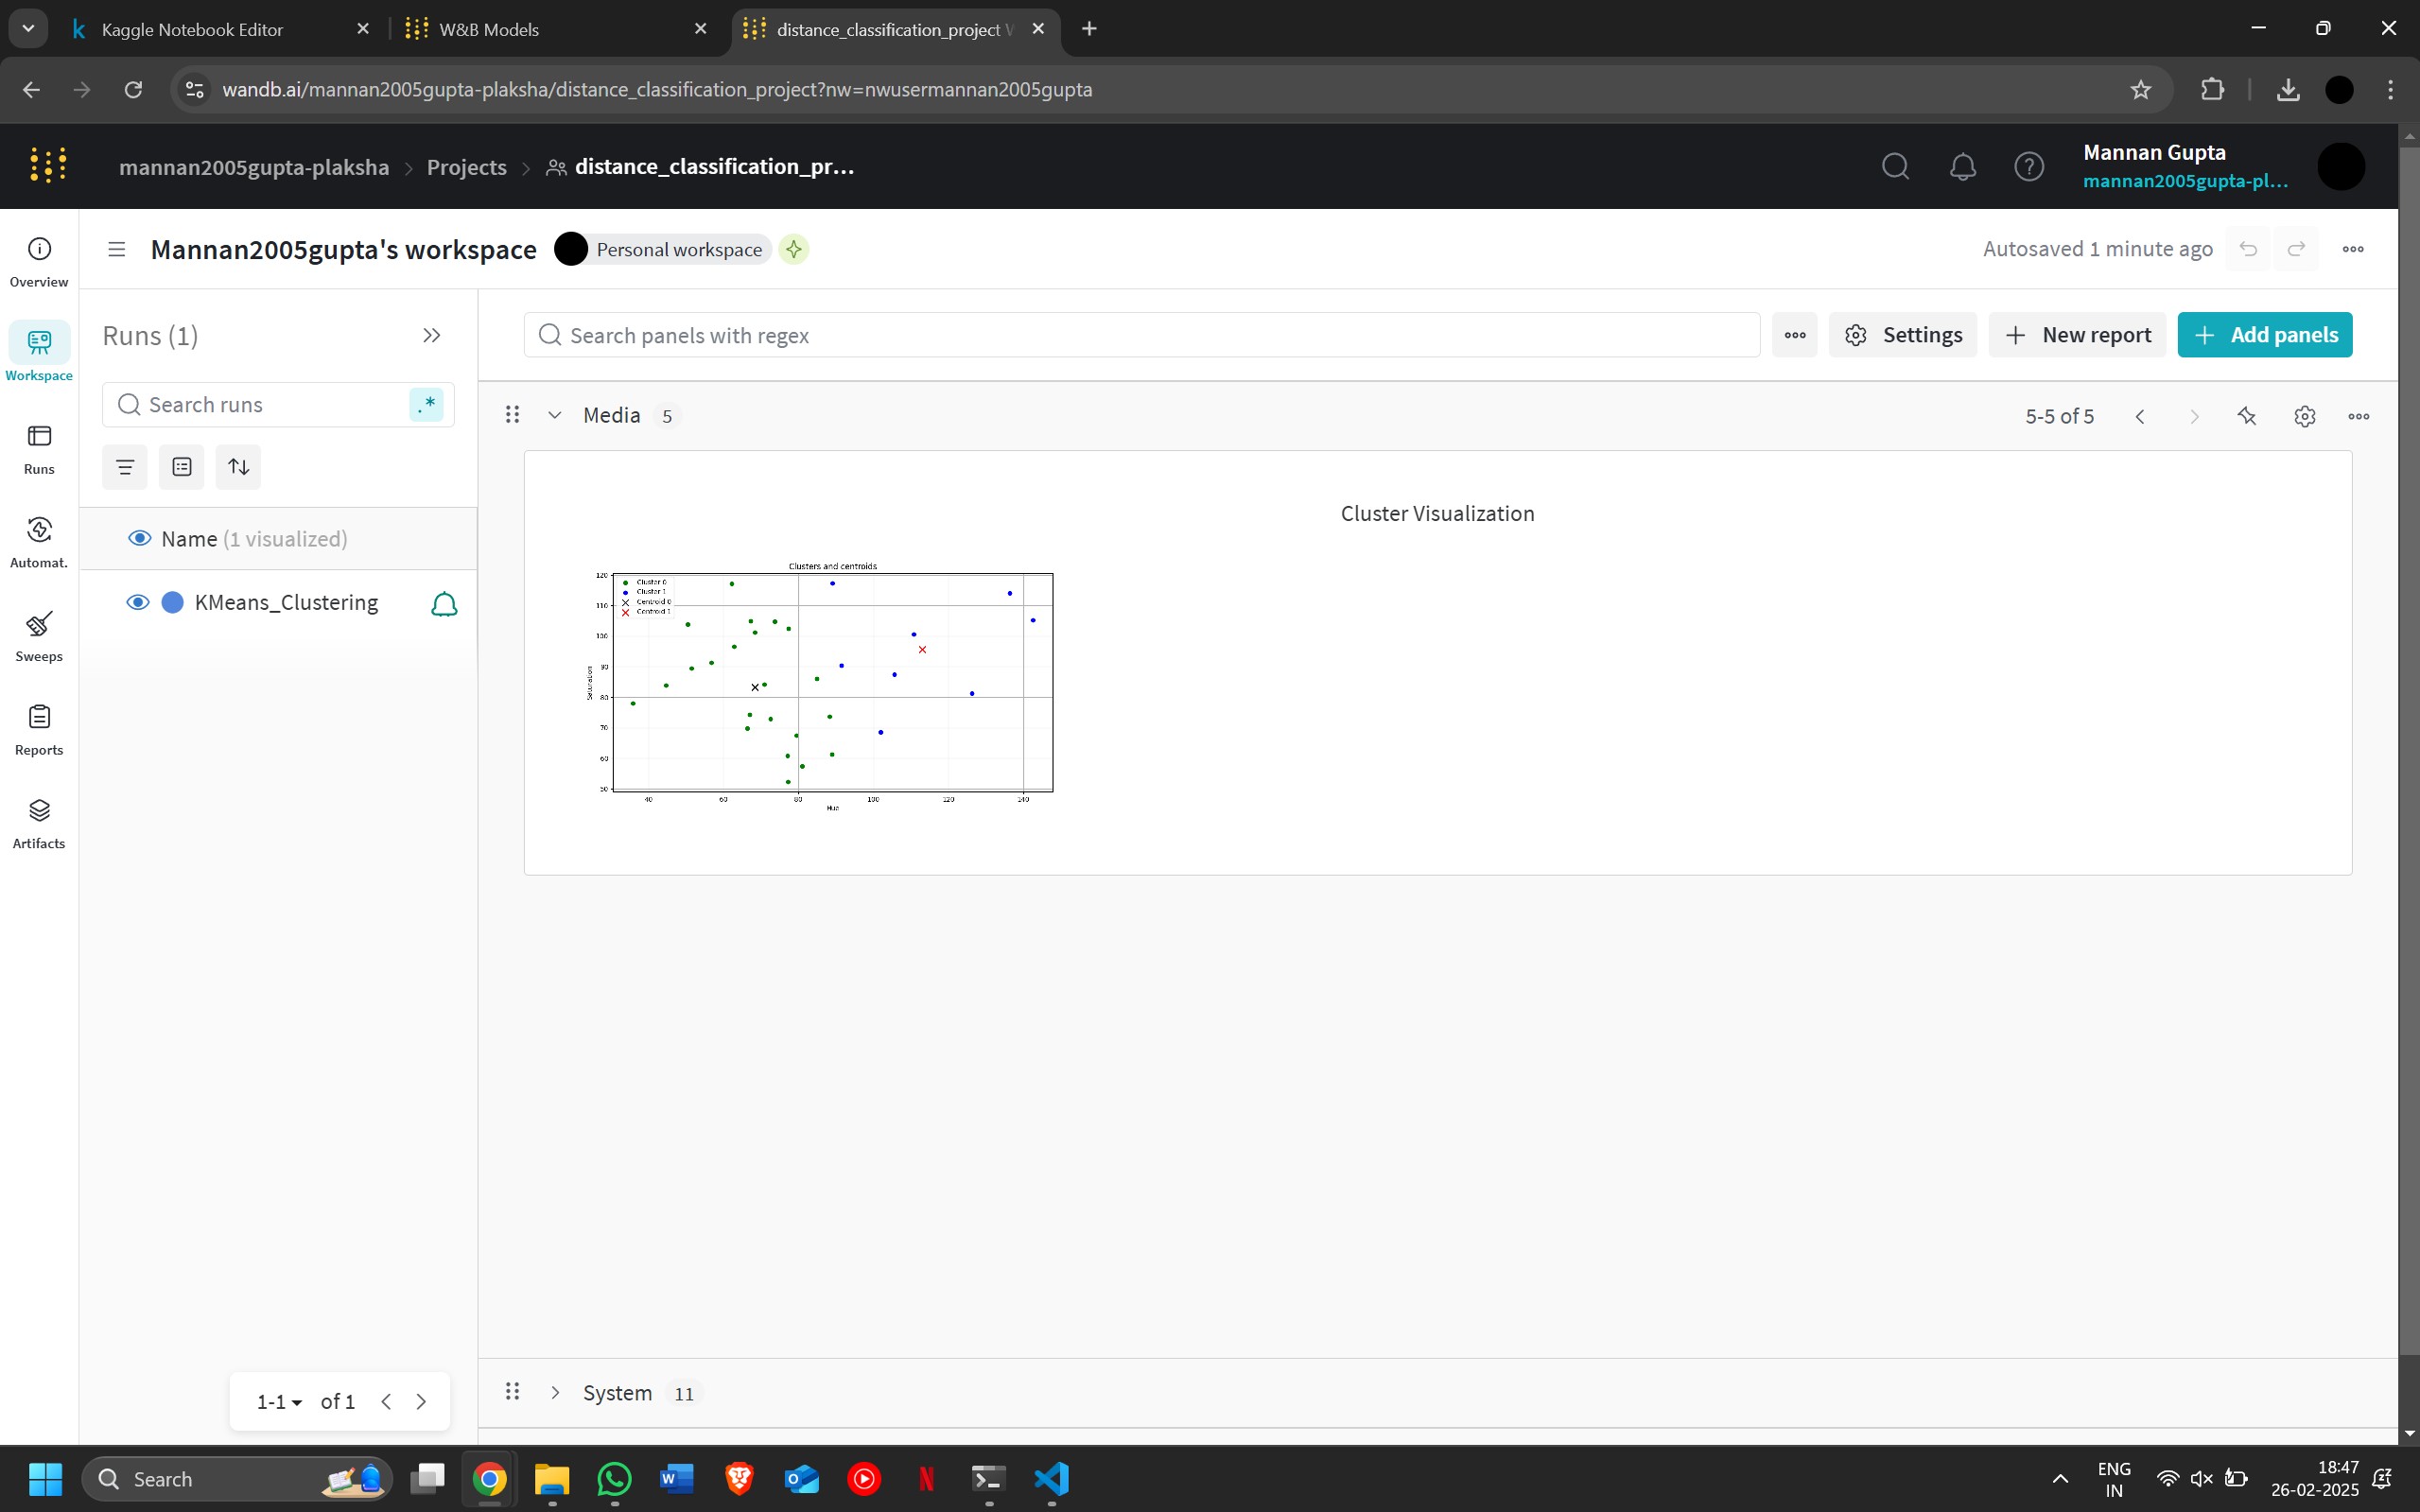 Kaggle Notebook Editor
W&B Models
distance_classification_project W
wandb.ai/mannan2005gupta-plaksha/distance_classification_project?nw=nwusermannan2005gupta
mannan2005gupta-plaksha > Projects > distance_classification_pr...
Mannan Gupta
mannan2005gupta-pl...
Mannan2005gupta's workspace
Personal workspace
Autosaved 1 minute ago
Overview
Workspace
Runs
Automat.
Sweeps
Reports
Artifacts
Runs (1)
Search runs
.*
Name (1 visualized)
KMeans_Clustering
1-1 of 1
Search panels with regex
Settings
New report
Add panels
Media 5
5-5 of 5
Cluster Visualization
Clusters and centroids
Cluster 0
Cluster 1
Centroid 0
Centroid 1
120
110
100
90
80
70
60
50
Saturation
40 60 80 100 120 140
Hue
System 11
Search
ENG
IN
18:47
26-02-2025